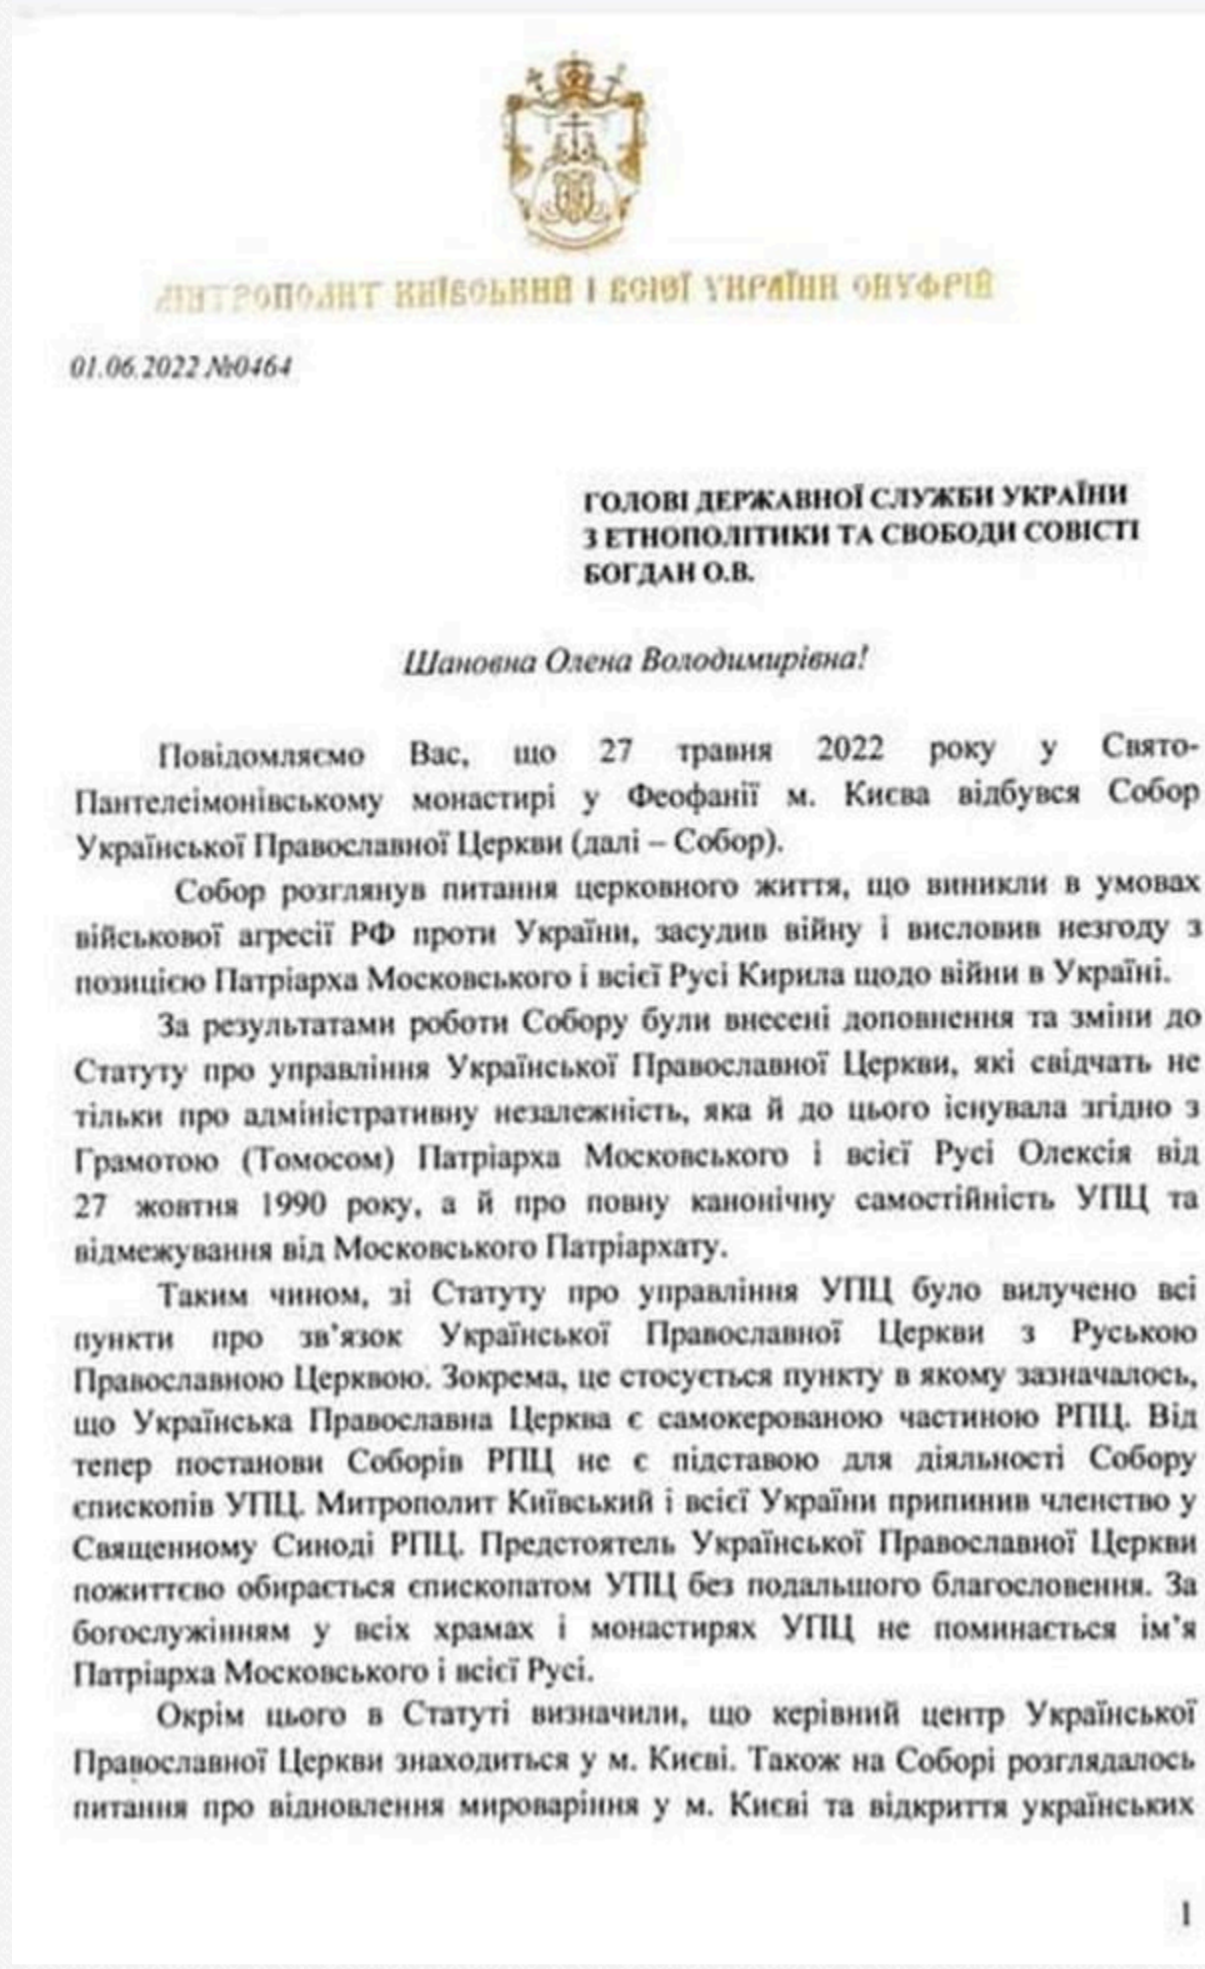 МИТРОПОЛИТ КИЇВСЬКИЙ І ВСІЄЇ УКРАЇНИ ОНУФРІЙ
01.06.2022 №0464
ГОЛОВІ ДЕРЖАВНОЇ СЛУЖБИ УКРАЇНИ
З ЕТНОПОЛІТИКИ ТА СВОБОДИ СОВІСТІ
БОГДАН О.В.
Шановна Олена Володимирівна!
Повідомляємо Вас, що 27 травня 2022 року у Свято-
Пантелеімонівському монастирі у Феофанії м. Києва відбувся Собор
Української Православної Церкви (далі – Собор).
Собор розглянув питання церковного життя, що виникли в умовах
військової агресії РФ проти України, засудив війну і висловив незгоду з
позицією Патріарха Московського і всієї Русі Кирила щодо війни в Україні.
За результатами роботи Собору були внесені доповнення та зміни до
Статуту про управління Української Православної Церкви, які свідчать не
тільки про адміністративну незалежність, яка й до цього існувала згідно з
Грамотою (Томосом) Патріарха Московського і всієї Русі Олексія від
27 жовтня 1990 року, а й про повну канонічну самостійність УПЦ та
відмежування від Московського Патріархату.
Таким чином, зі Статуту про управління УПЦ було вилучено всі
пункти про зв’язок Української Православної Церкви з Руською
Православною Церквою. Зокрема, це стосується пункту в якому зазначалось,
що Українська Православна Церква є самокерованою частиною РПЦ. Від
тепер постанови Соборів РПЦ не є підставою для діяльності Собору
єпископів УПЦ. Митрополит Київський і всієї України припинив членство у
Священному Синоді РПЦ. Предстоятель Української Православної Церкви
пожиттєво обирається єпископатом УПЦ без подальшого благословення. За
богослужінням у всіх храмах і монастирях УПЦ не поминається ім’я
Патріарха Московського і всієї Русі.
Окрім цього в Статуті визначили, що керівний центр Української
Православної Церкви знаходиться у м. Києві. Також на Соборі розглядалось
питання про відновлення мироваріння у м. Києві та відкриття українських
1